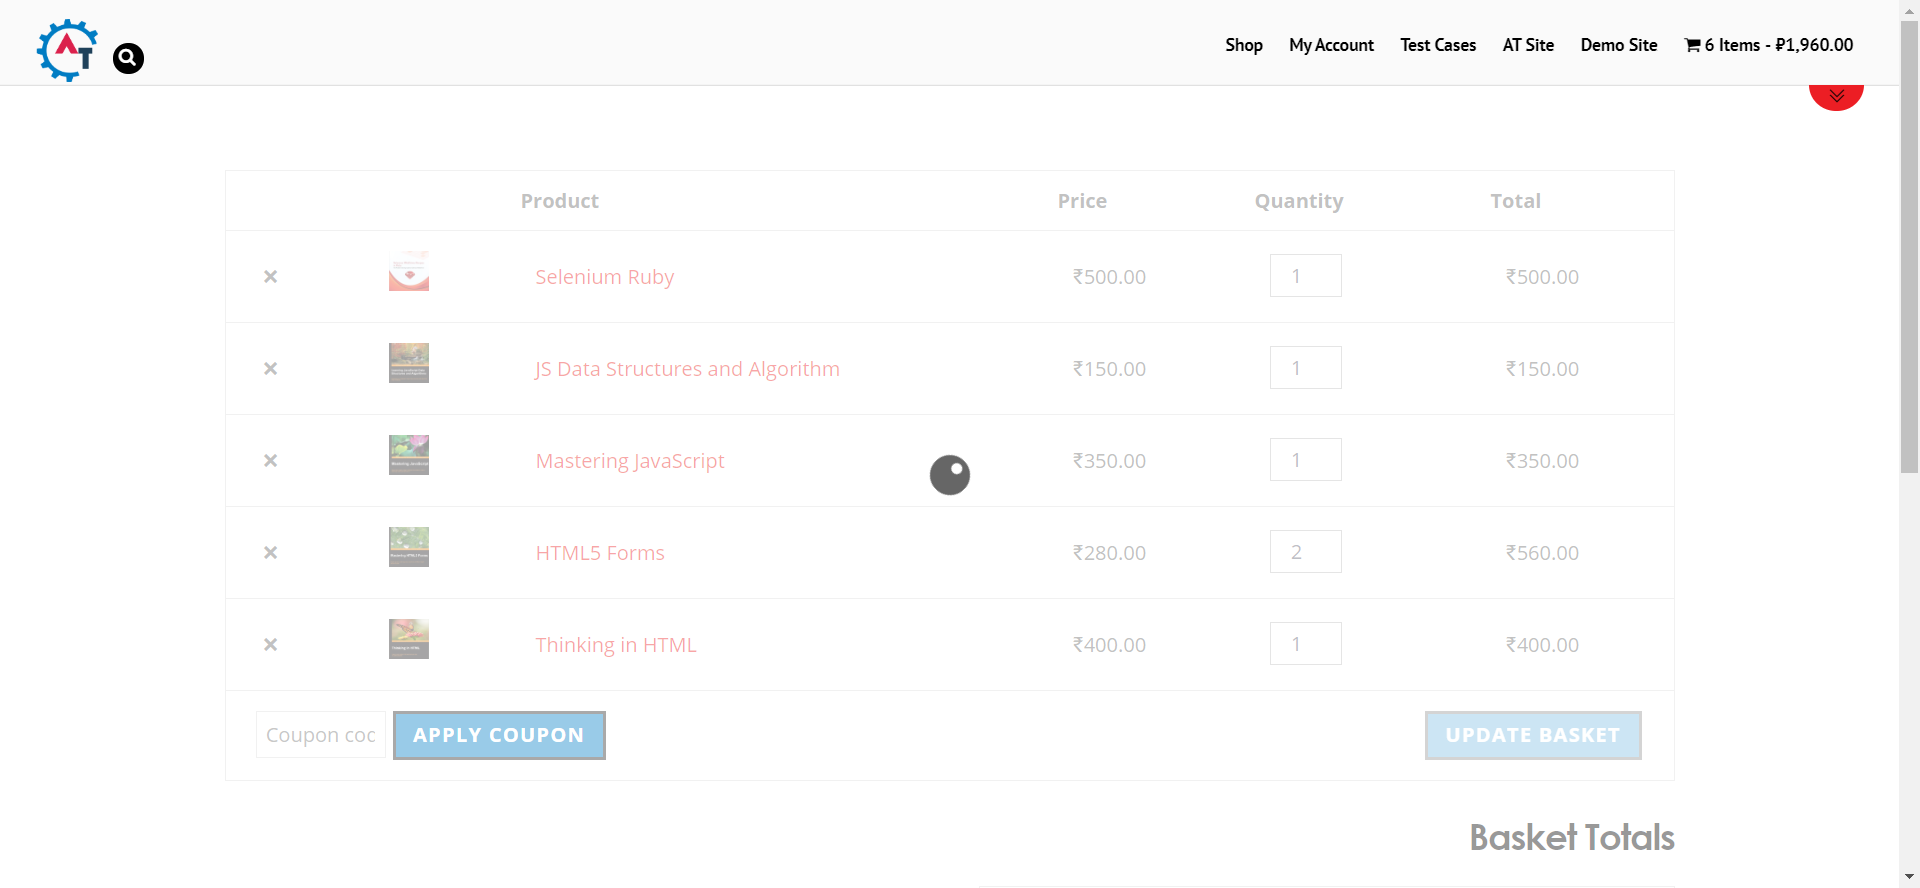 AT
Shop My Account Test Cases AT Site Demo Site 6 Items - ₽1,960.00
Product Price Quantity Total
× Selenium Ruby ₹500.00 1 ₹500.00
× JS Data Structures and Algorithm ₹150.00 1 ₹150.00
× Mastering JavaScript ₹350.00 1 ₹350.00
× HTML5 Forms ₹280.00 2 ₹560.00
× Thinking in HTML ₹400.00 1 ₹400.00
Coupon coc APPLY COUPON UPDATE BASKET
Basket Totals